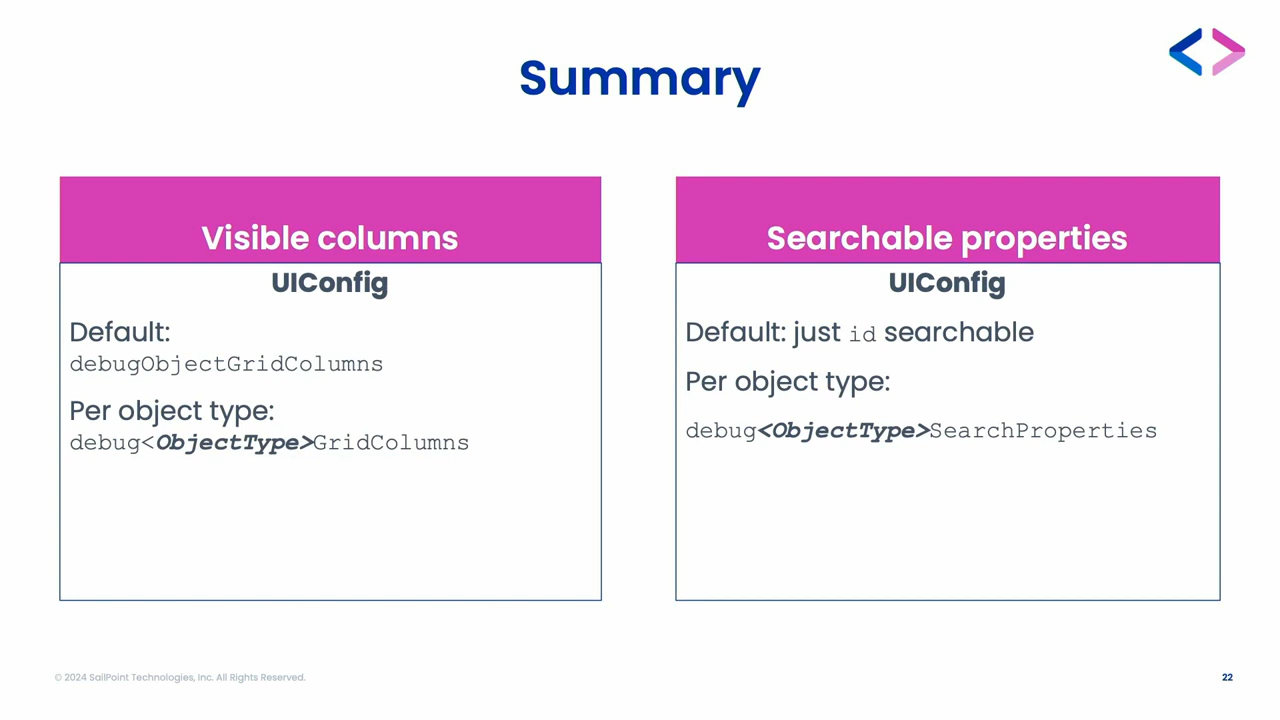 Summary
Visible columns
UIConfig
Default:
debugObjectGridColumns
Per object type:
debug<ObjectType>GridColumns
Searchable properties
UIConfig
Default: just id searchable
Per object type:
debug<ObjectType>SearchProperties
© 2024 SailPoint Technologies, Inc. All Rights Reserved.
22